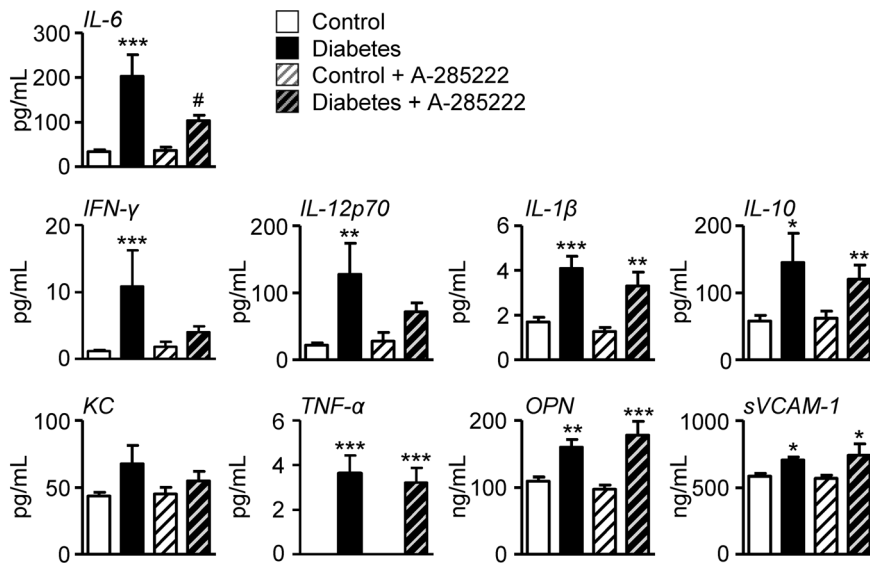 IL-6
Control
Diabetes
Control + A-285222
Diabetes + A-285222
pg/mL
300
200
100
0
***
#
IFN-γ
pg/mL
20
10
0
***
IL-12p70
pg/mL
200
100
0
**
IL-1β
pg/mL
6
4
2
0
***
**
IL-10
pg/mL
200
100
0
*
**
KC
pg/mL
100
50
0
TNF-α
pg/mL
6
4
2
0
***
***
OPN
ng/mL
200
100
0
**
***
sVCAM-1
ng/mL
1000
500
0
*
*